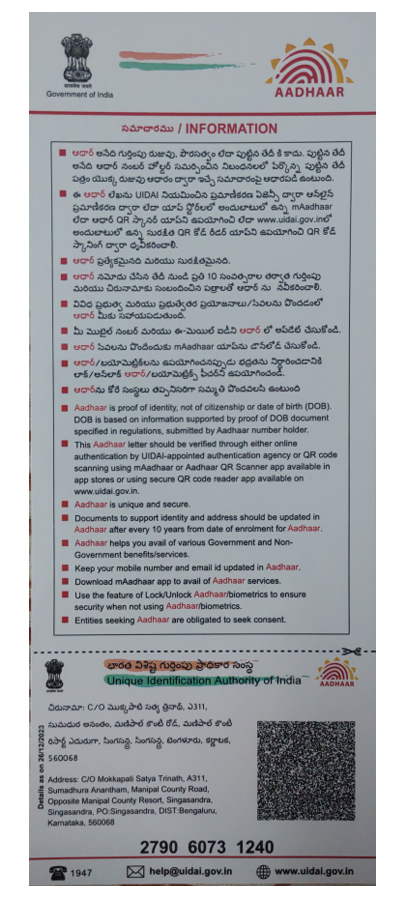 सत्यमेव जयते
Government of India
AADHAAR
సమాచారము / INFORMATION
ఆధార్ అనేది గుర్తింపు రుజువు, పౌరసత్వం లేదా పుట్టిన తేదీ కి కాదు. పుట్టిన తేదీ
అనేది ఆధార్ నంబర్ హోల్డర్ సమర్పించిన నిబంధనలలో పేర్కొన్న పుట్టిన తేది
పత్రం యొక్క రుజువు ఆధారం ద్వారా ఇచ్చే సమాచారంపై ఆధారపడి ఉంటుంది.
ఈ ఆధార్ లేఖను UIDAI నియమించిన ప్రమాణీకరణ ఏజెన్సీ ద్వారా ఆన్‌లైన్
ప్రమాణీకరణ ద్వారా లేదా యాప్ స్టోర్‌లలో అందుబాటులో ఉన్న mAadhaar
లేదా ఆధార్ QR స్కానర్ యాప్‌ని ఉపయోగించి లేదా www.uidai.gov.inలో
అందుబాటులో ఉన్న సురక్షిత QR కోడ్ రీడర్ యాప్‌ని ఉపయోగించి QR కోడ్
స్కానింగ్ ద్వారా ధృవీకరించాలి.
ఆధార్ ప్రత్యేకమైనది మరియు సురక్షితమైనది.
ఆధార్ నమోదు చేసిన తేదీ నుండి ప్రతి 10 సంవత్సరాల తర్వాత గుర్తింపు
మరియు చిరునామాకు సంబంధించిన పత్రాలతో ఆధార్ ను నవీకరించాలి.
వివిధ ప్రభుత్వ మరియు ప్రభుత్వేతర ప్రయోజనాలు/సేవలను పొందడంలో
ఆధార్ మీకు సహాయపడుతుంది.
మీ మొబైల్ నంబర్ మరియు ఈ-మెయిల్ ఐడిని ఆధార్ లో అప్‌డేట్ చేసుకోండి.
ఆధార్ సేవలను పొందేందుకు mAadhaar యాప్‌ను డౌన్‌లోడ్ చేసుకోండి.
ఆధార్/బయోమెట్రిక్‌లను ఉపయోగించనప్పుడు భద్రతను నిర్ధారించడానికి
లాక్/అన్‌లాక్ ఆధార్/బయోమెట్రిక్స్ ఫీచర్‌ని ఉపయోగించండి.
ఆధార్‌ను కోరే సంస్థలు తప్పనిసరిగా సమ్మతి పొందవలసి ఉంటుంది
Aadhaar is proof of identity, not of citizenship or date of birth (DOB).
DOB is based on information supported by proof of DOB document
specified in regulations, submitted by Aadhaar number holder.
This Aadhaar letter should be verified through either online
authentication by UIDAI-appointed authentication agency or QR code
scanning using mAadhaar or Aadhaar QR Scanner app available in
app stores or using secure QR code reader app available on
www.uidai.gov.in.
Aadhaar is unique and secure.
Documents to support identity and address should be updated in
Aadhaar after every 10 years from date of enrolment for Aadhaar.
Aadhaar helps you avail of various Government and Non-
Government benefits/services.
Keep your mobile number and email id updated in Aadhaar.
Download mAadhaar app to avail of Aadhaar services.
Use the feature of Lock/Unlock Aadhaar/biometrics to ensure
security when not using Aadhaar/biometrics.
Entities seeking Aadhaar are obligated to seek consent.
భారత విశిష్ట గుర్తింపు ప్రాధికార సంస్థ
Unique Identification Authority of India
AADHAAR
Details as on 26/12/2023
చిరునామా: C/O మొక్కపాటి సత్య త్రినాథ్, ఎ311,
సుమధుర అనంతం, మణిపాల్ కౌంటీ రోడ్, మణిపాల్ కౌంటీ
రిసార్ట్ ఎదురుగా, సింగసన్ద్ర, సింగసన్ద్ర, బెంగళూరు, కర్ణాటక,
560068
Address: C/O Mokkapati Satya Trinath, A311,
Sumadhura Anantham, Manipal County Road,
Opposite Manipal County Resort, Singasandra,
Singasandra, PO:Singasandra, DIST:Bengaluru,
Karnataka, 560068
2790 6073 1240
1947 help@uidai.gov.in www.uidai.gov.in